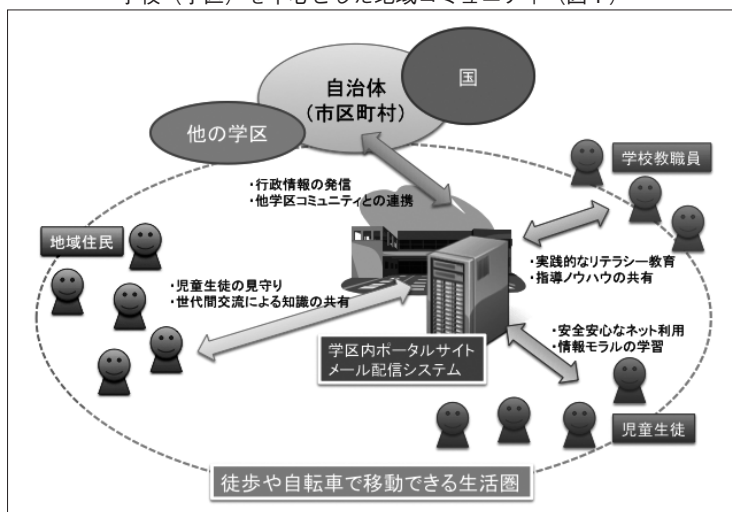 学校（学区）を中心とした地域コミュニティ（図1）
国
自治体
（市区町村）
他の学区
学校教職員
・行政情報の発信
・他学区コミュニティとの連携
地域住民
・実践的なリテラシー教育
・指導ノウハウの共有
・児童生徒の見守り
・世代間交流による知識の共有
・安全安心なネット利用
・情報モラルの学習
学区内ポータルサイト
メール配信システム
児童生徒
徒歩や自転車で移動できる生活圏